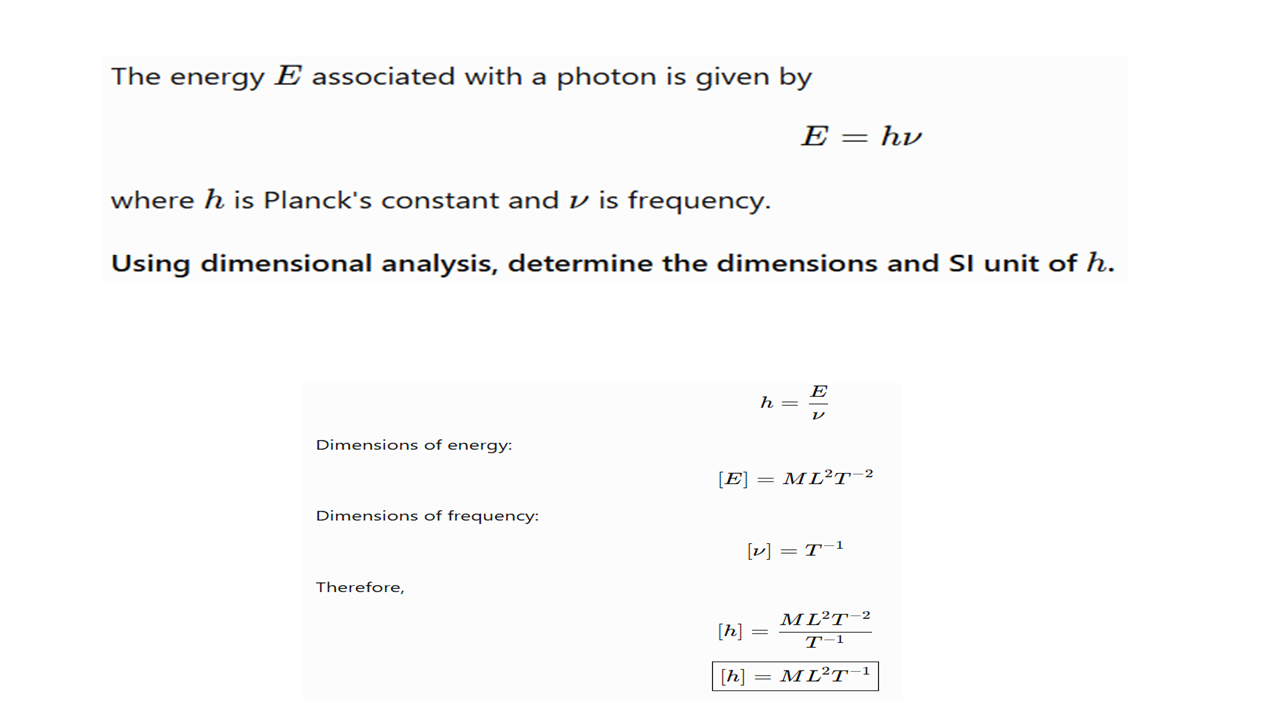 The energy E associated with a photon is given by
E = hν
where h is Planck's constant and ν is frequency.
Using dimensional analysis, determine the dimensions and SI unit of h.
h = E/ν
Dimensions of energy:
[E] = ML²T⁻²
Dimensions of frequency:
[ν] = T⁻¹
Therefore,
[h] = ML²T⁻²/T⁻¹
[h] = ML²T⁻¹